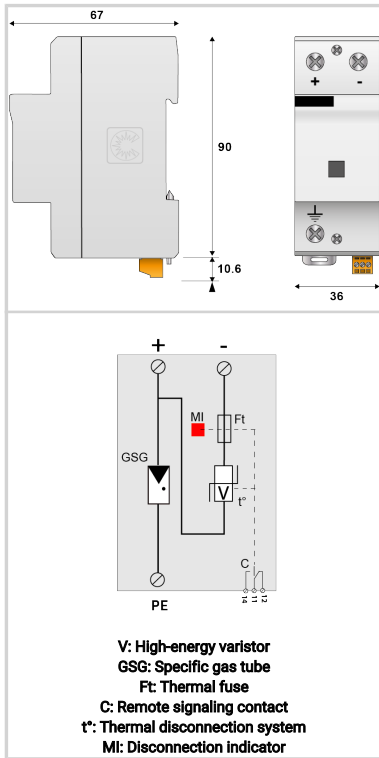 67
90
10.6
+ -
36
+ -
MI
Ft
GSG
V
t°
C
14 11 12
PE
V: High-energy varistor
GSG: Specific gas tube
Ft: Thermal fuse
C: Remote signaling contact
t°: Thermal disconnection system
MI: Disconnection indicator